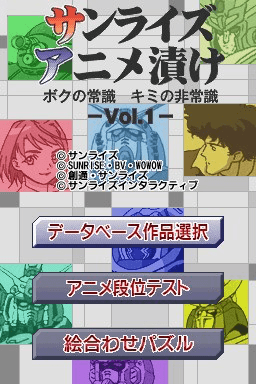 サンライズ
アニメ漬け
ボクの常識 キミの非常識
－Vol.1－
©サンライズ
©SUNRISE・BV・WOWOW
©創通・サンライズ
©サンライズインタラクティブ
データベース作品選択
アニメ段位テスト
絵合わせパズル